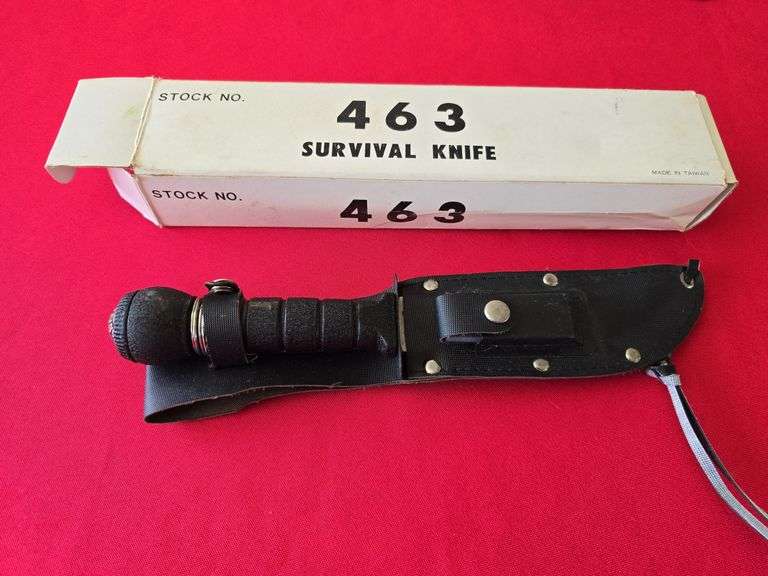 STOCK NO.
463
SURVIVAL KNIFE
MADE IN TAIWAN
STOCK NO.
463